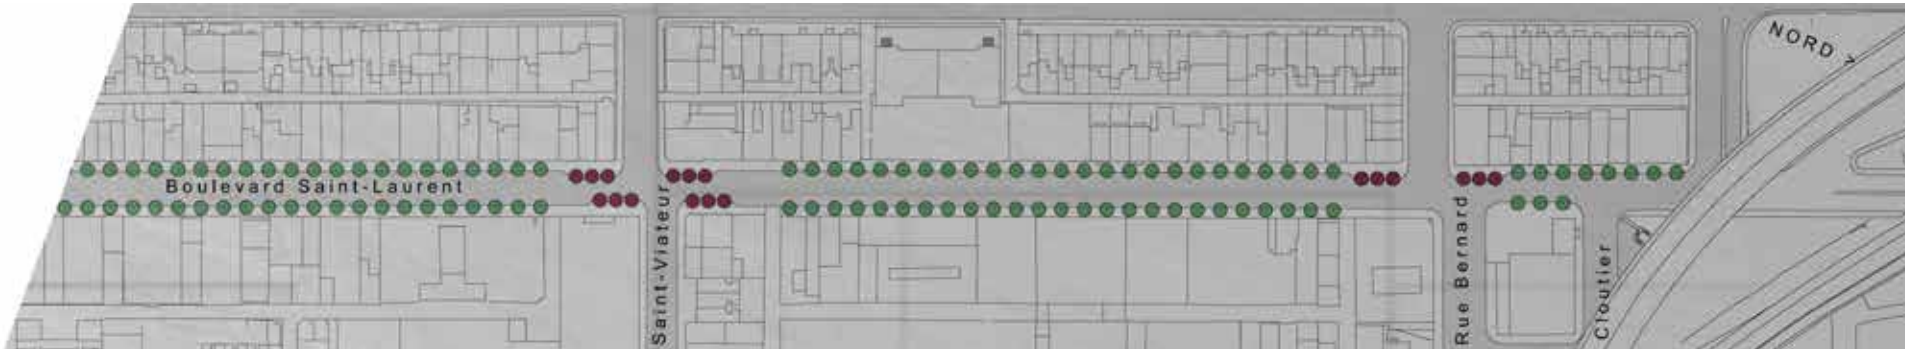 NORD >
Boulevard Saint-Laurent
Saint-Viateur
Rue Bernard
Cloutier